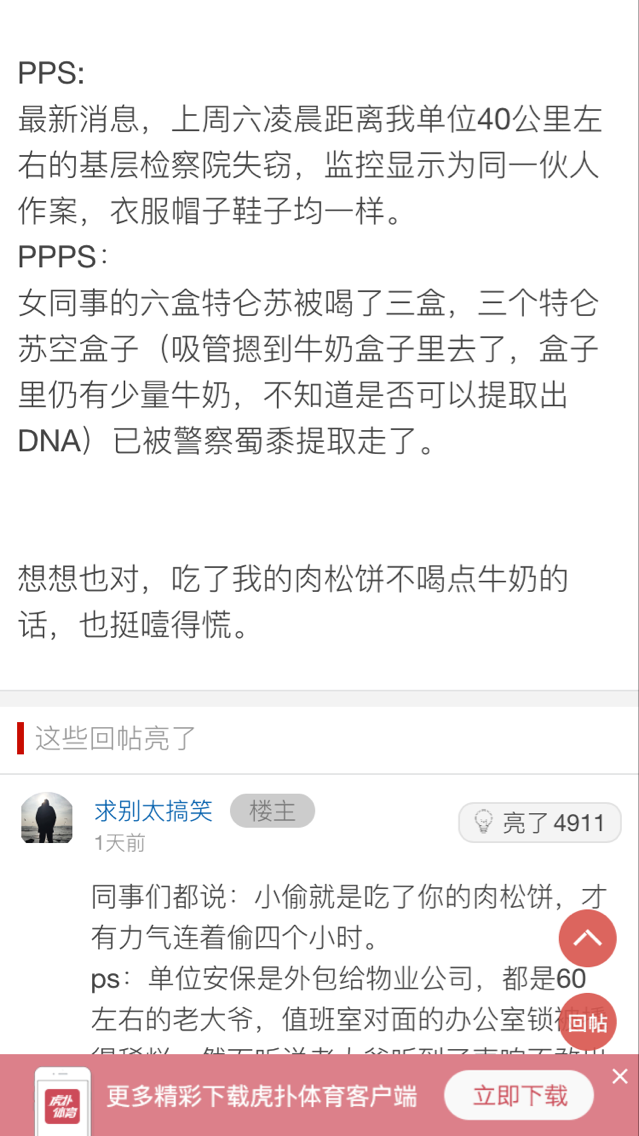 PPS:
最新消息，上周六凌晨距离我单位40公里左
右的基层检察院失窃，监控显示为同一伙人
作案，衣服帽子鞋子均一样。
PPPS：
女同事的六盒特仑苏被喝了三盒，三个特仑
苏空盒子（吸管摁到牛奶盒子里去了，盒子
里仍有少量牛奶，不知道是否可以提取出
DNA）已被警察蜀黍提取走了。
想想也对，吃了我的肉松饼不喝点牛奶的
话，也挺噎得慌。
这些回帖亮了
求别太搞笑 楼主
亮了 4911
1天前
同事们都说：小偷就是吃了你的肉松饼，才
有力气连着偷四个小时。
ps：单位安保是外包给物业公司，都是60
左右的老大爷，值班室对面的办公室锁被
回帖
虎扑
体育
更多精彩下载虎扑体育客户端
立即下载